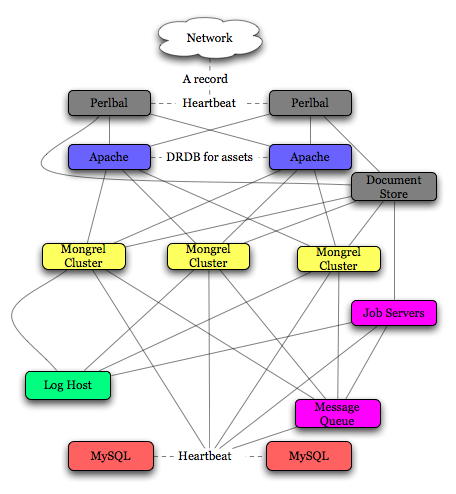 Network
A record
Perlbal
Heartbeat
Perlbal
Apache
DRDB for assets
Apache
Document
Store
Mongrel
Cluster
Mongrel
Cluster
Mongrel
Cluster
Job Servers
Log Host
Message
Queue
MySQL
Heartbeat
MySQL